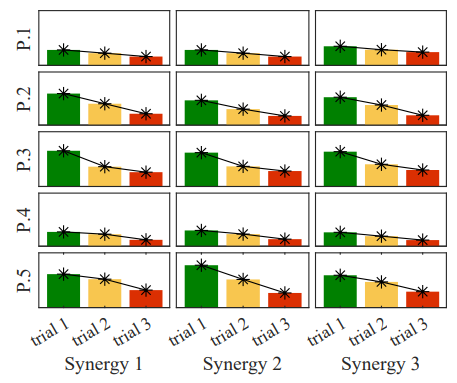 P.1
P.2
P.3
P.4
P.5
trial 1 trial 2 trial 3 trial 1 trial 2 trial 3 trial 1 trial 2 trial 3
Synergy 1 Synergy 2 Synergy 3